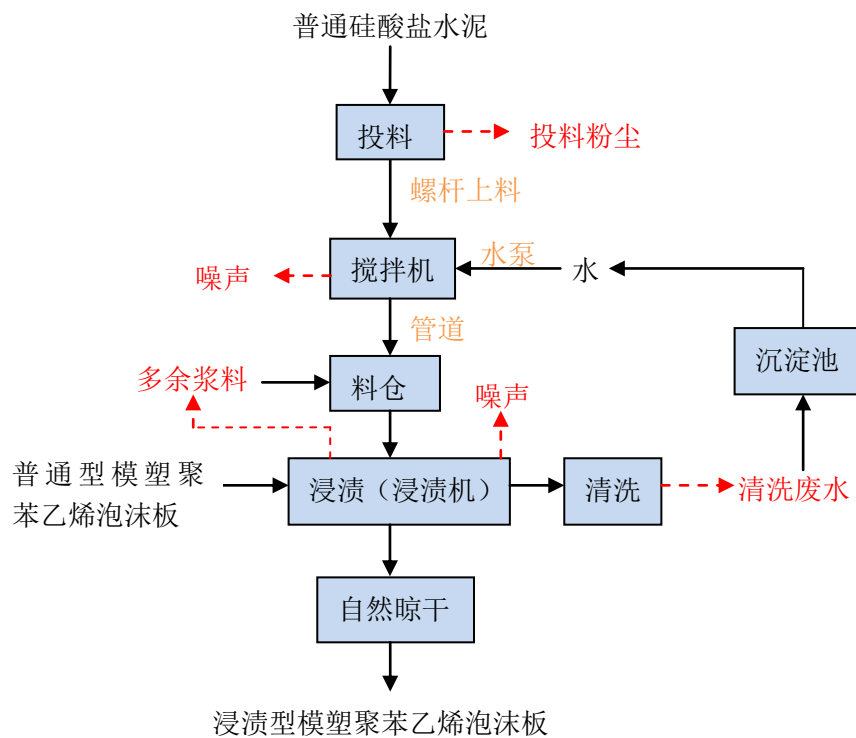 普通硅酸盐水泥
投料
投料粉尘
螺杆上料
噪声
搅拌机
水泵
水
管道
沉淀池
多余浆料
料仓
噪声
普通型模塑聚
苯乙烯泡沫板
浸渍（浸渍机）
清洗
清洗废水
自然晾干
浸渍型模塑聚苯乙烯泡沫板